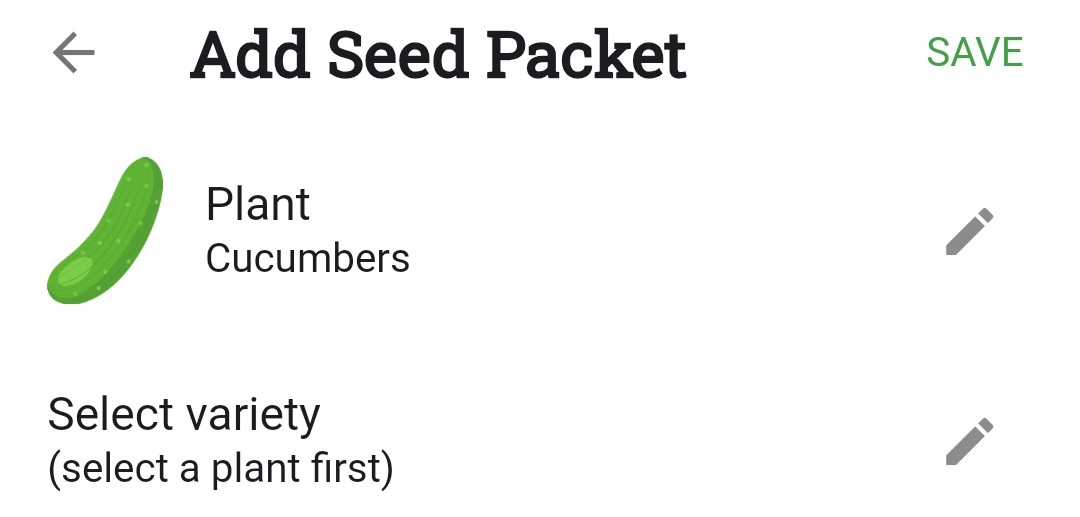 Add Seed Packet SAVE
Plant
Cucumbers
Select variety
(select a plant first)